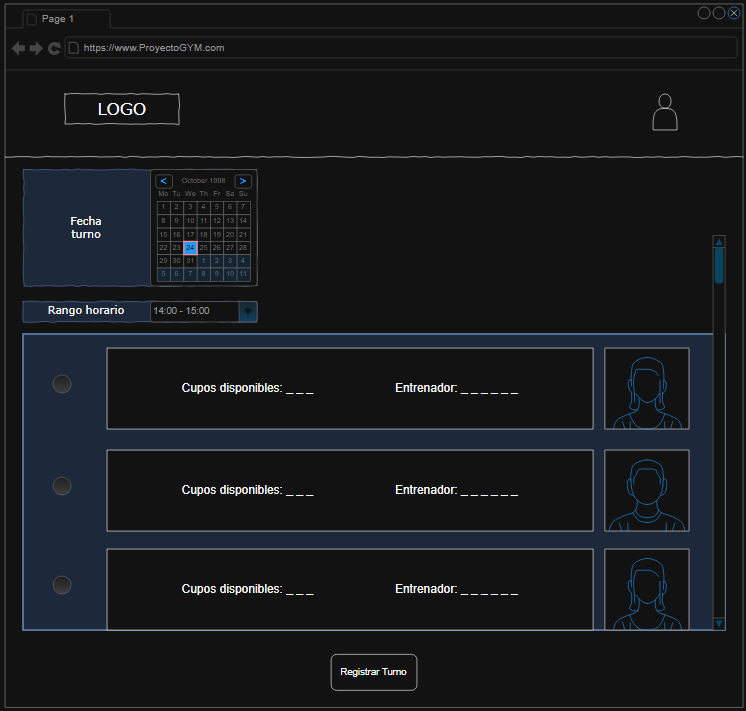 Page 1
https://www.ProyectoGYM.com
LOGO
Fecha
turno
< October 1998 >
Mo Tu We Th Fr Sa Su
1 2 3 4 5 6 7
8 9 10 11 12 13 14
15 16 17 18 19 20 21
22 23 24 25 26 27 28
29 30 31 1 2 3 4
5 6 7 8 9 10 11
Rango horario 14:00 - 15:00
Cupos disponibles: _ _ _ Entrenador: _ _ _ _ _ _
Cupos disponibles: _ _ _ Entrenador: _ _ _ _ _ _
Cupos disponibles: _ _ _ Entrenador: _ _ _ _ _ _
Registrar Turno